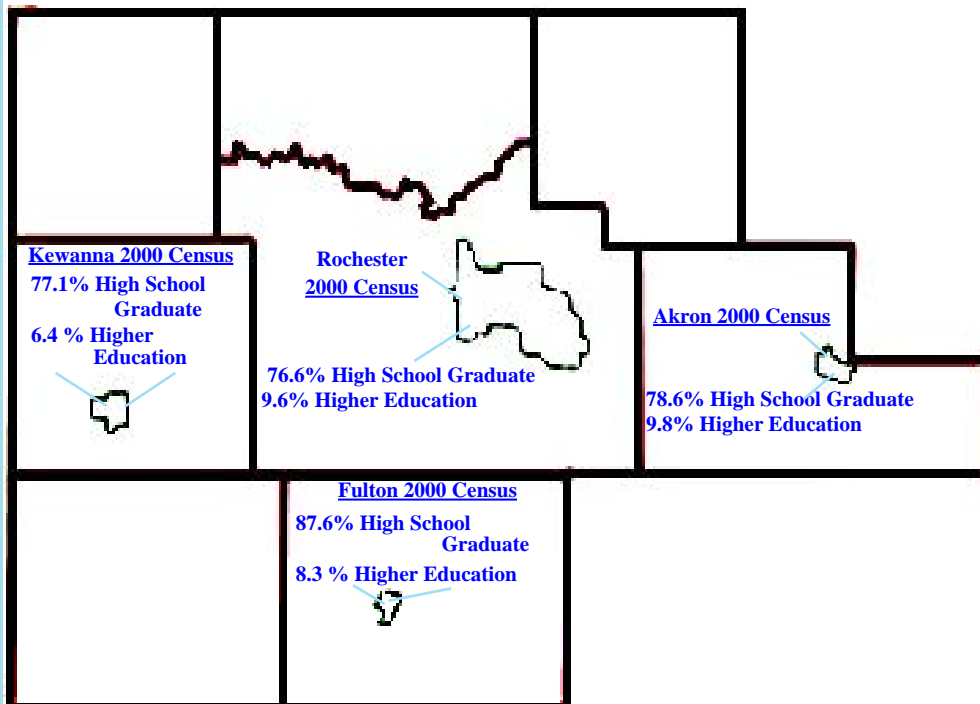 Kewanna 2000 Census
77.1% High School
Graduate
6.4 % Higher
Education
Rochester
2000 Census
76.6% High School Graduate
9.6% Higher Education
Akron 2000 Census
78.6% High School Graduate
9.8% Higher Education
Fulton 2000 Census
87.6% High School
Graduate
8.3 % Higher Education